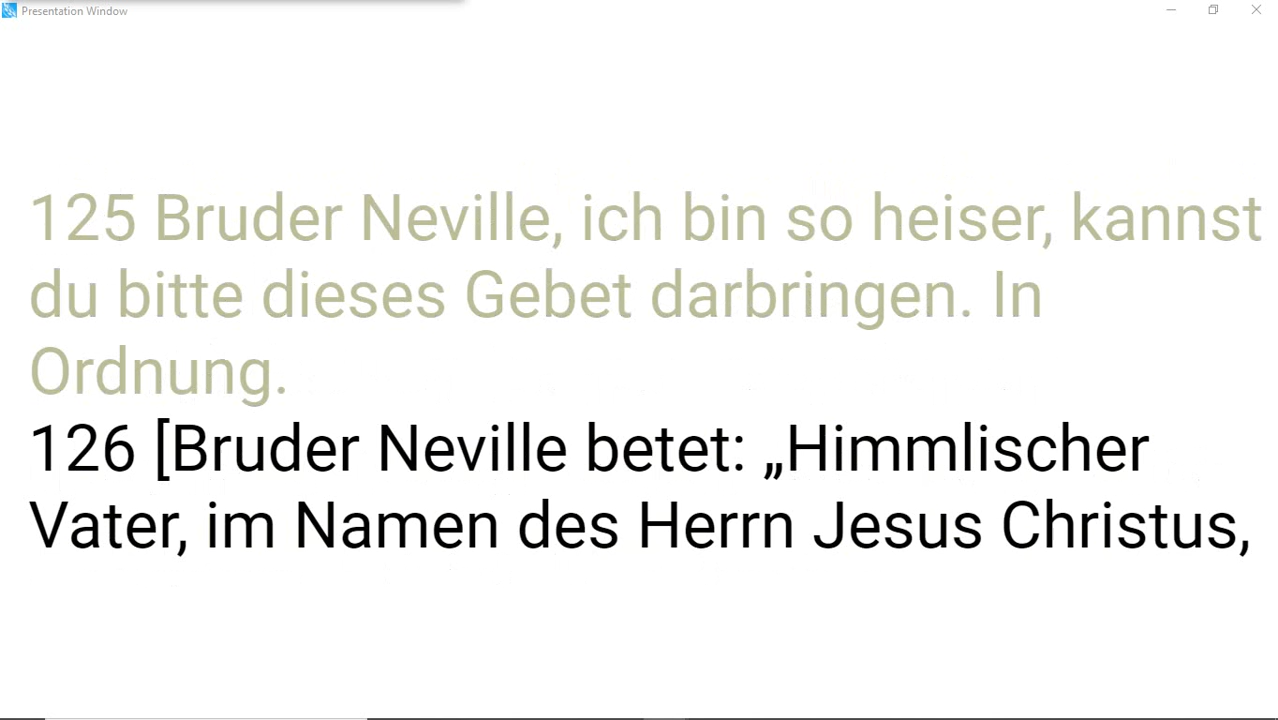 Presentation Window
125 Bruder Neville, ich bin so heiser, kannst
du bitte dieses Gebet darbringen. In
Ordnung.
126 [Bruder Neville betet: „Himmlischer
Vater, im Namen des Herrn Jesus Christus,